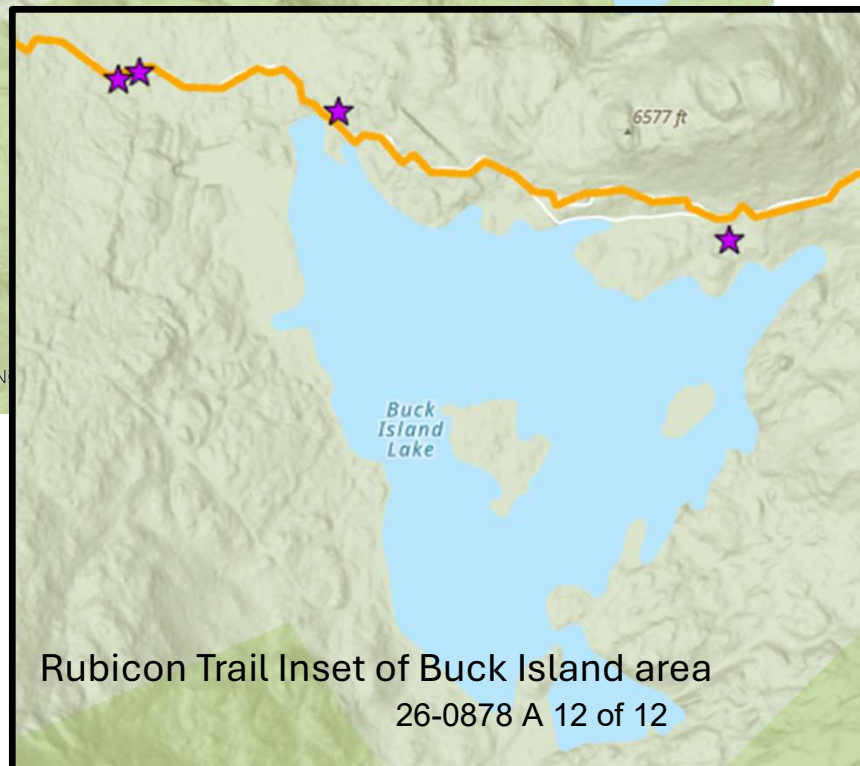 6577 ft
Buck
Island
Lake
Rubicon Trail Inset of Buck Island area
26-0878 A 12 of 12